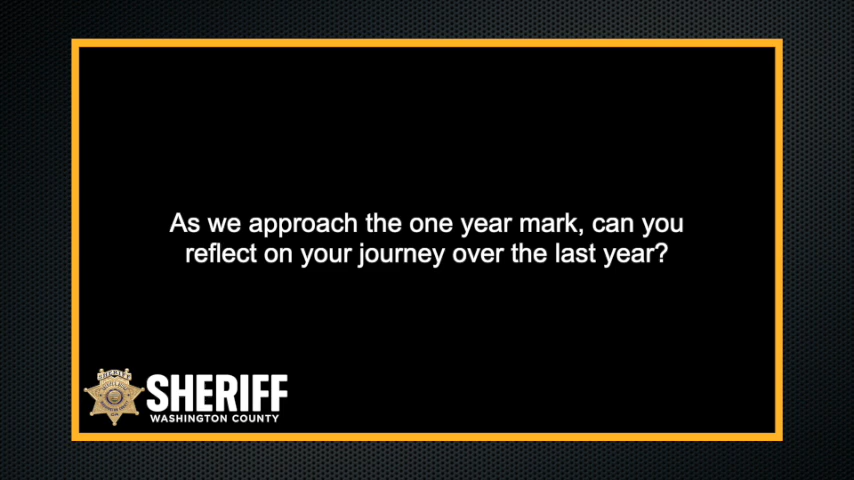 As we approach the one year mark, can you
reflect on your journey over the last year?
SHERIFF
SHERIFF
WASHINGTON COUNTY